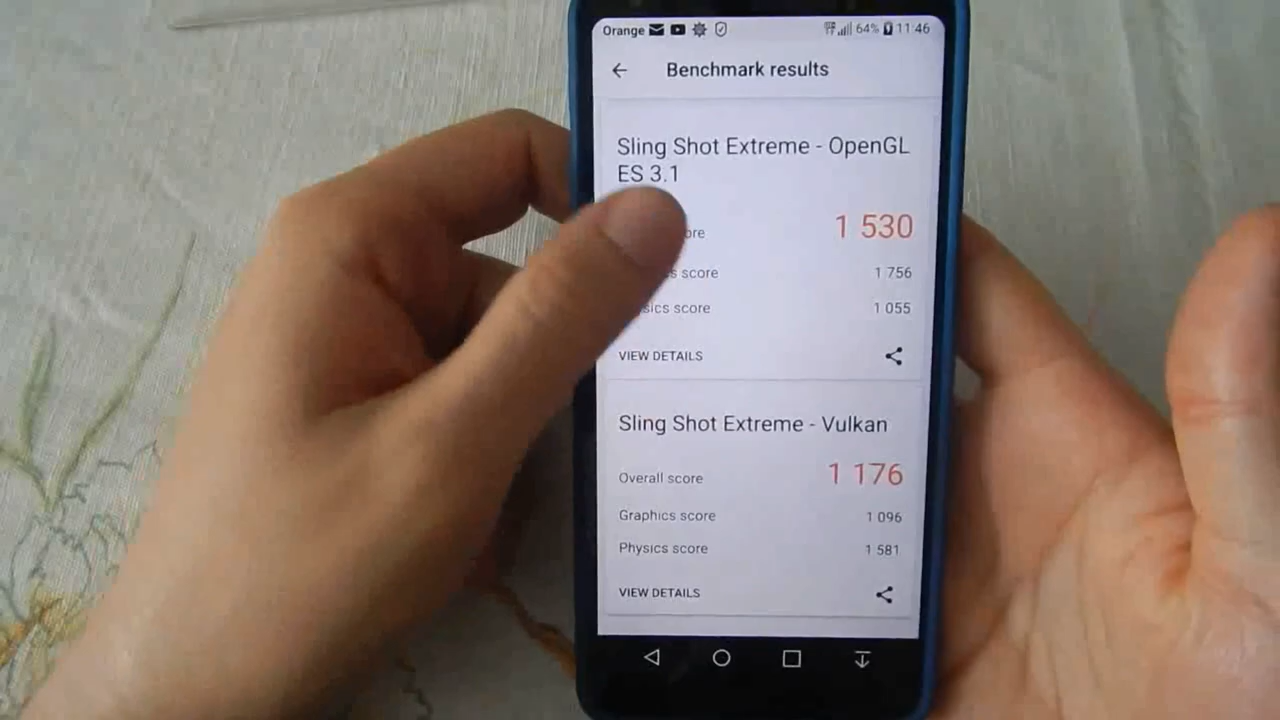 Orange 64% 11:46
Benchmark results
Sling Shot Extreme - OpenGL
ES 3.1
1 530
score 1 756
score 1 055
VIEW DETAILS
Sling Shot Extreme - Vulkan
Overall score 1 176
Graphics score 1 096
Physics score 1 581
VIEW DETAILS